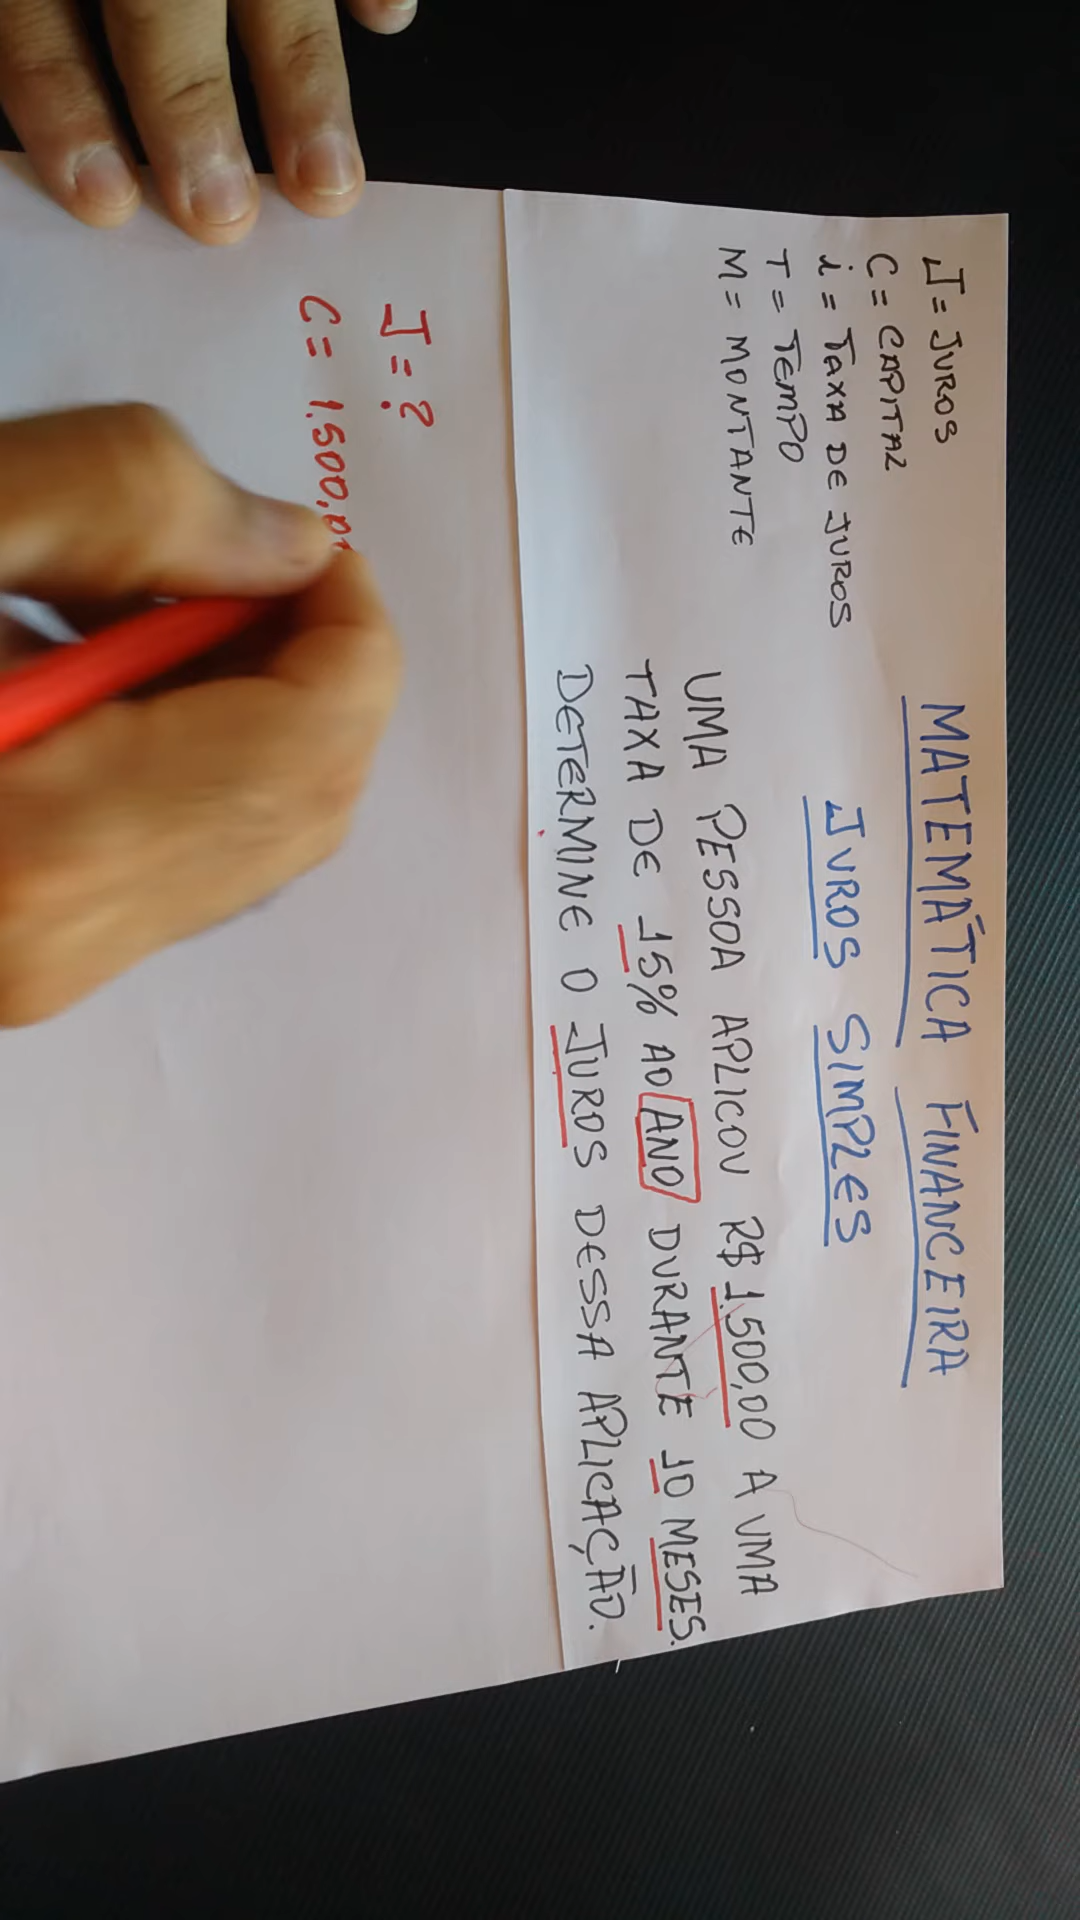 MATEMÁTICA FINANCEIRA
JUROS SIMPLES
J = JUROS
C = CAPITAL
i = TAXA DE JUROS
T = TEMPO
M = MONTANTE
UMA PESSOA APLICOU R$ 1.500,00 A UMA
TAXA DE 15% AO ANO DURANTE 10 MESES.
DETERMINE O JUROS DESSA APLICAÇÃO.
J = ?
C = 1.500,0